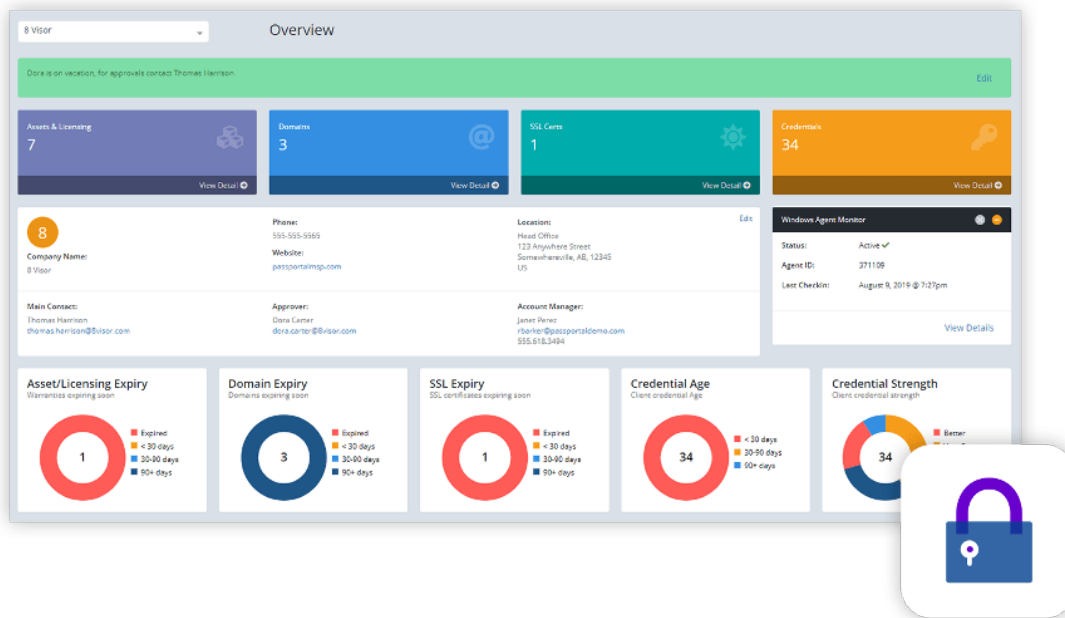 8 Visor
Overview
Dora is on vacation, for approvals contact Thomas Harrison
Edit
Assets & Licensing
7
View Detail
Domains
3
View Detail
SSL Certs
1
View Detail
Credentials
34
View Detail
8
Company Name:
8 Visor
Phone:
555-555-5565
Website:
passportalmsp.com
Location:
Head Office
123 Anywhere Street
Somewhereville, AB, 12345
US
Edit
Main Contact:
Thomas Harrison
thomas.harrison@8visor.com
Approver:
Dora Carter
dora.carter@8visor.com
Account Manager:
Janet Perez
rbarker@passportaldemo.com
555.618.3494
Windows Agent Monitor
Status: Active
Agent ID: 371109
Last Checkin: August 9, 2019 @ 7:27pm
View Details
Asset/Licensing Expiry
Warranties expiring soon
1
Expired
< 30 days
30-90 days
90+ days
Domain Expiry
Domains expiring soon
3
Expired
< 30 days
30-90 days
90+ days
SSL Expiry
SSL certificates expiring soon
1
Expired
< 30 days
30-90 days
90+ days
Credential Age
Client credential Age
34
< 30 days
30-90 days
90+ days
Credential Strength
Client credential strength
34
Better